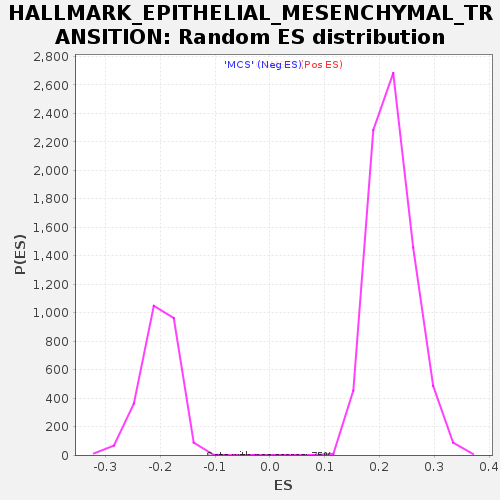 HALLMARK_EPITHELIAL_MESENCHYMAL_TR
ANSITION: Random ES distribution
'MCS' (Neg ES) (Pos ES)
2,800
2,600
2,400
2,200
2,000
1,800
1,600
1,400
1,200
1,000
800
600
400
200
0
P(ES)
-0.3 -0.2 -0.1 0.0 0.1 0.2 0.3 0.4
ES